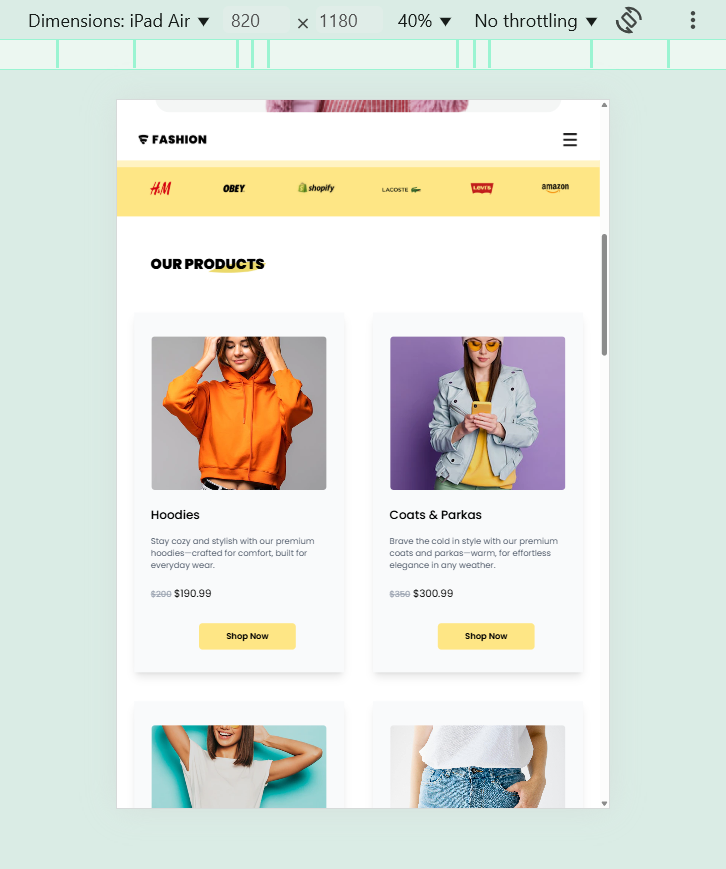 Dimensions: iPad Air ▼ 820 × 1180 40% ▼ No throttling ▼
FASHION
H&M OBEY shopify LACOSTE Levi's amazon
OUR PRODUCTS
Hoodies
Stay cozy and stylish with our premium
hoodies—crafted for comfort, built for
everyday wear.
$200 $190.99
Shop Now
Coats & Parkas
Brave the cold in style with our premium
coats and parkas—warm, for effortless
elegance in any weather.
$350 $300.99
Shop Now